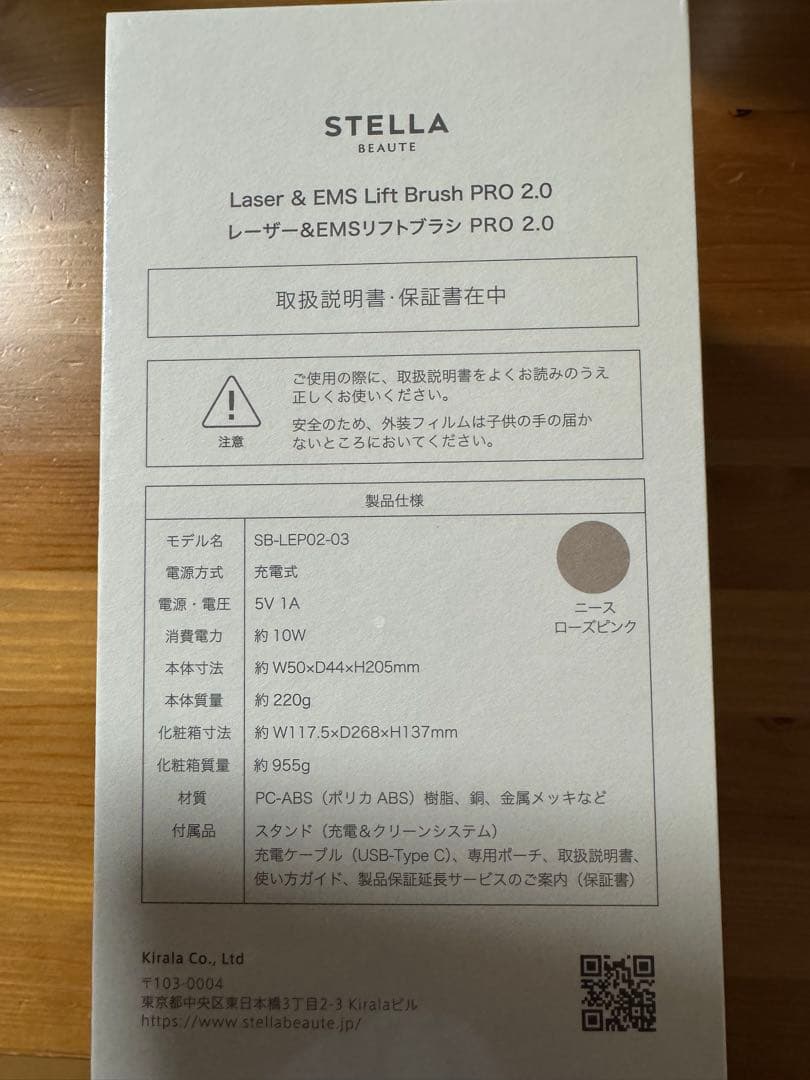 STELLA
BEAUTE
Laser & EMS Lift Brush PRO 2.0
レーザー&EMSリフトブラシ PRO 2.0
取扱説明書・保証書在中
注意
ご使用の際に、取扱説明書をよくお読みのうえ
正しくお使いください。
安全のため、外装フィルムは子供の手の届か
ないところにおいてください。
製品仕様
モデル名 SB-LEP02-03
電源方式 充電式
電源・電圧 5V 1A
消費電力 約 10W
本体寸法 約 W50×D44×H205mm
本体質量 約 220g
化粧箱寸法 約 W117.5×D268×H137mm
化粧箱質量 約 955g
材質 PC-ABS（ポリカ ABS）樹脂、銅、金属メッキなど
付属品 スタンド（充電＆クリーンシステム）
充電ケーブル（USB-Type C）、専用ポーチ、取扱説明書、
使い方ガイド、製品保証延長サービスのご案内（保証書）
ニース
ローズピンク
Kirala Co., Ltd
〒103-0004
東京都中央区東日本橋3丁目2-3 Kiralaビル
https://www.stellabeaute.jp/